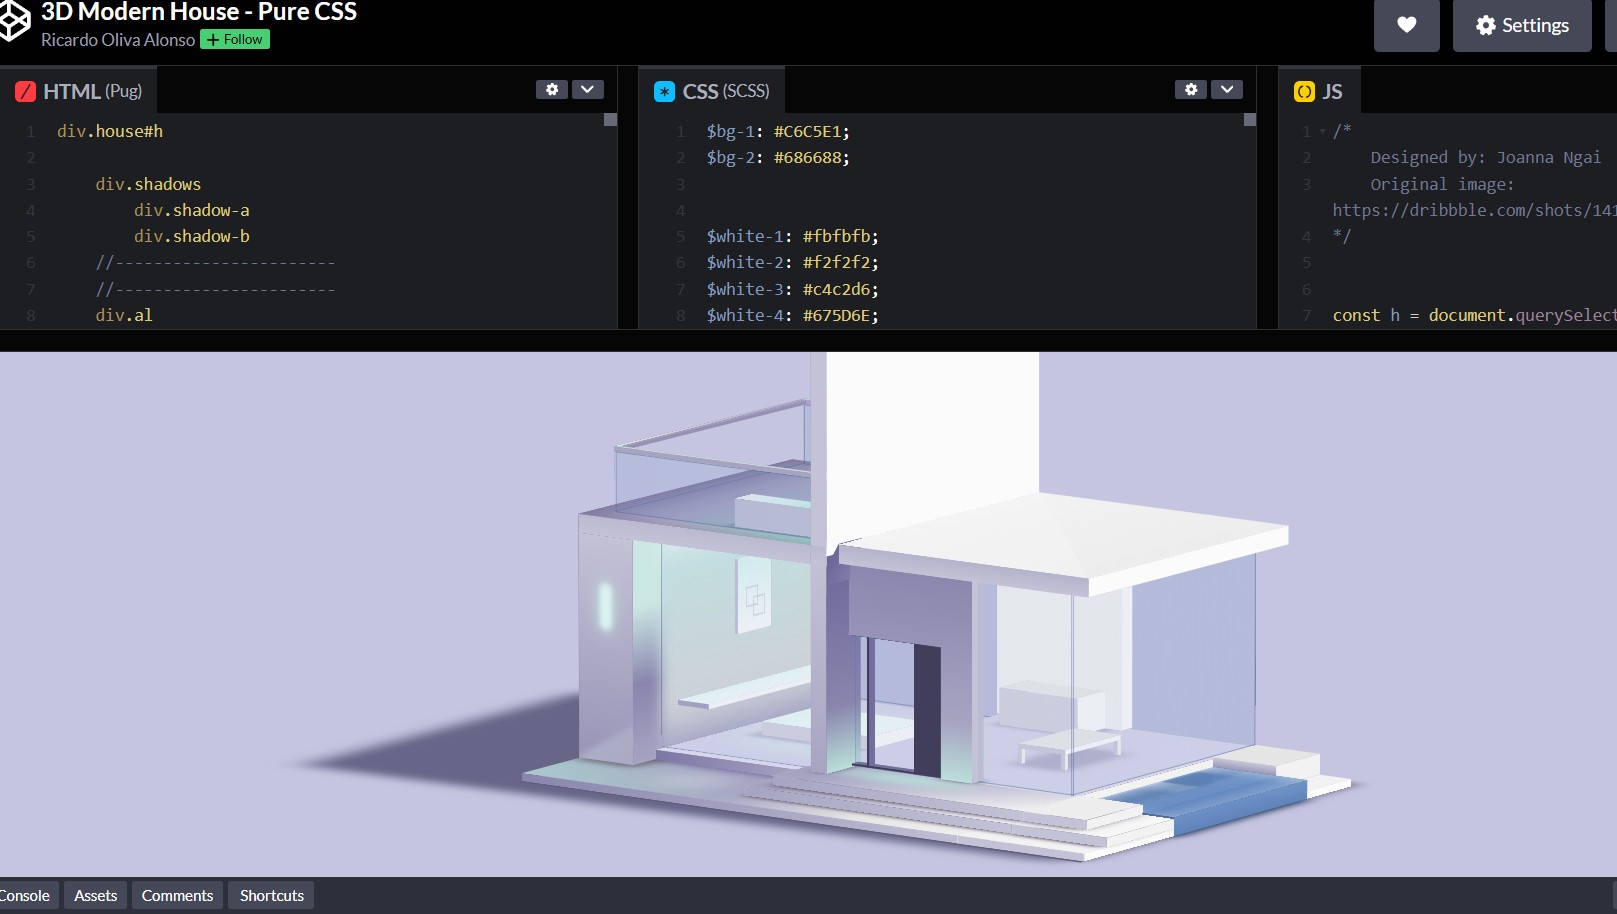 3D Modern House - Pure CSS
Ricardo Oliva Alonso + Follow
Settings
HTML (Pug)
1 div.house#h
2
3 div.shadows
4 div.shadow-a
5 div.shadow-b
6 //-----------------------
7 //-----------------------
8 div.al
CSS (SCSS)
1 $bg-1: #C6C5E1;
2 $bg-2: #686688;
3
4
5 $white-1: #fbfbfb;
6 $white-2: #f2f2f2;
7 $white-3: #c4c2d6;
8 $white-4: #675D6E;
JS
1 /*
2 Designed by: Joanna Ngai
3 Original image:
https://dribbble.com/shots/141
4 */
5
6
7 const h = document.querySelect
Console Assets Comments Shortcuts